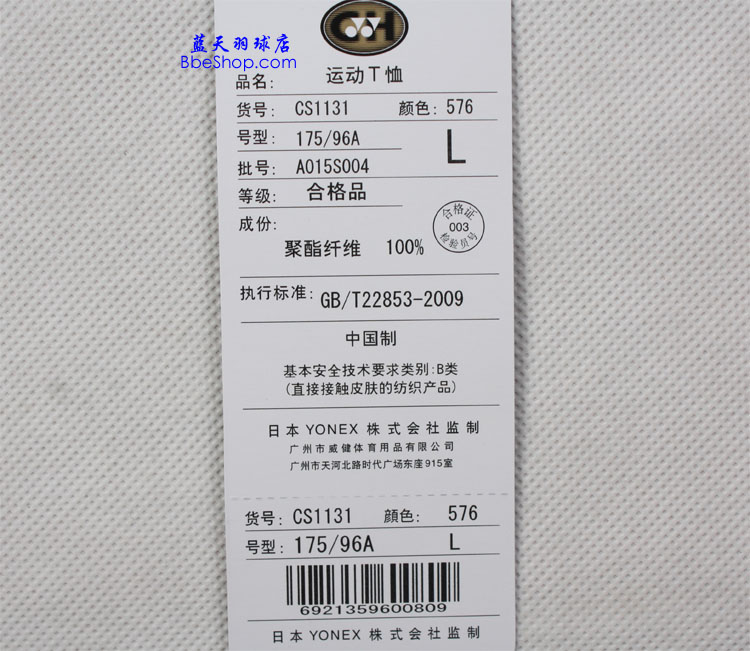 蓝天羽球店
BbeShop.com
品名: 运动T恤
货号: CS1131 颜色: 576
号型: 175/96A L
批号: A015S004
等级: 合格品
成份:
聚酯纤维 100%
合格证
003
检验员号
执行标准: GB/T22853-2009
中国制
基本安全技术要求类别:B类
(直接接触皮肤的纺织产品)
日本 YONEX 株式会社监制
广州市威健体育用品有限公司
广州市天河北路时代广场东座915室
货号: CS1131 顔色: 576
号型: 175/96A L
6921359600809
日本 YONEX 株式会社监制